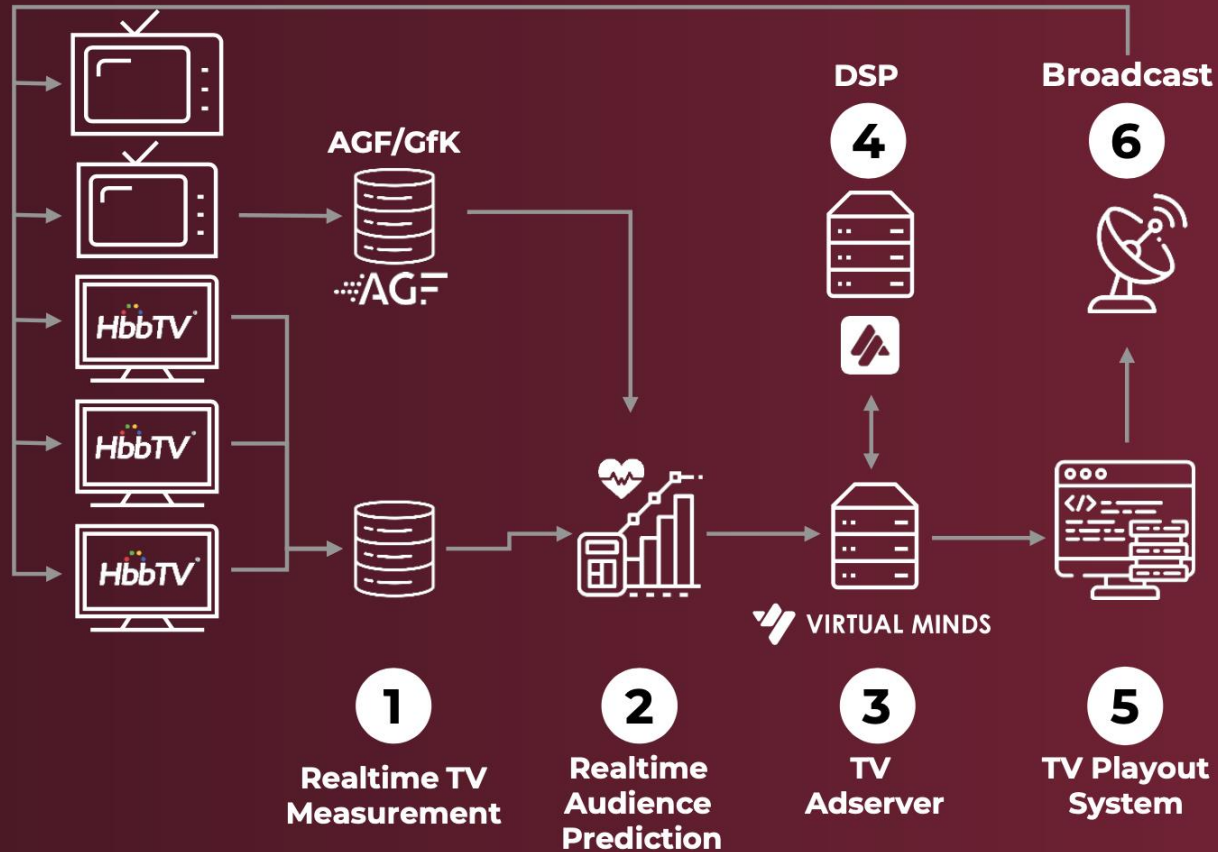 DSP
Broadcast
4
6
AGF/GfK
AGF
HbbTV
HbbTV
HbbTV
</>
VIRTUAL MINDS
1
2
3
5
Realtime TV
Measurement
Realtime
Audience
Prediction
TV
Adserver
TV Playout
System